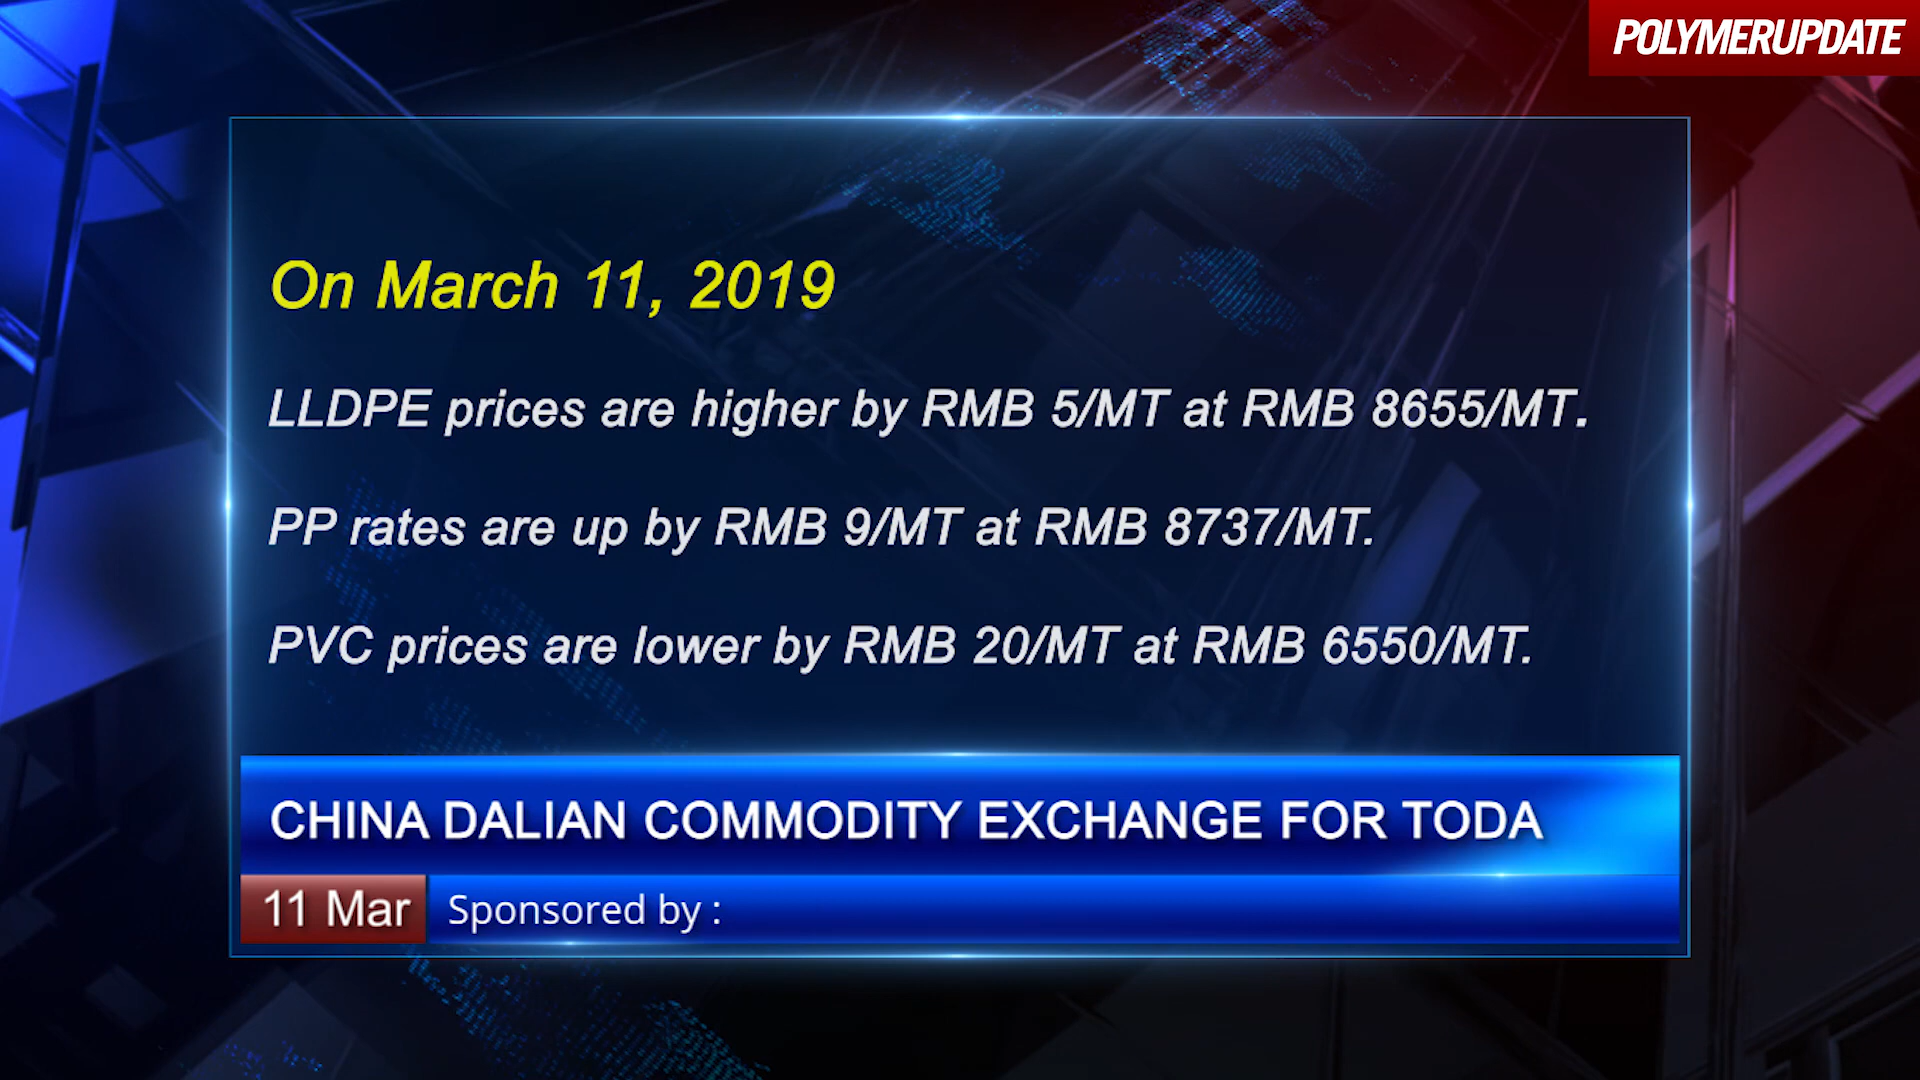 POLYMERUPDATE
On March 11, 2019
LLDPE prices are higher by RMB 5/MT at RMB 8655/MT.
PP rates are up by RMB 9/MT at RMB 8737/MT.
PVC prices are lower by RMB 20/MT at RMB 6550/MT.
CHINA DALIAN COMMODITY EXCHANGE FOR TODA
11 Mar Sponsored by :